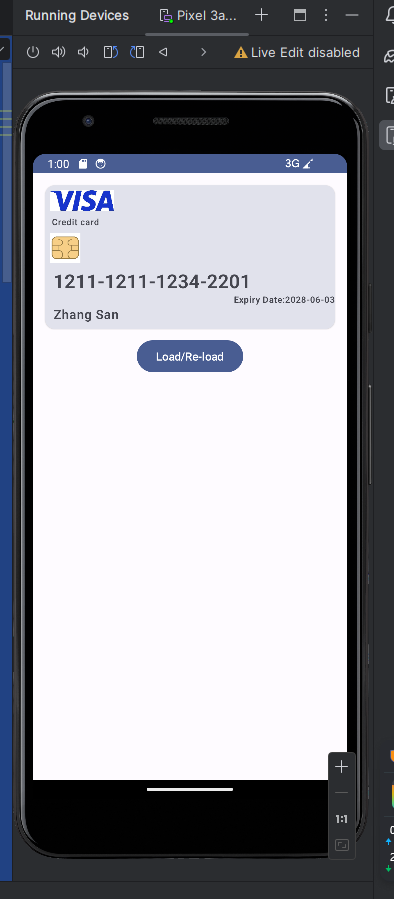 Running Devices
Pixel 3a...
Live Edit disabled
1:00
3G
VISA
Credit card
1211-1211-1234-2201
Expiry Date:2028-06-03
Zhang San
Load/Re-load
1:1